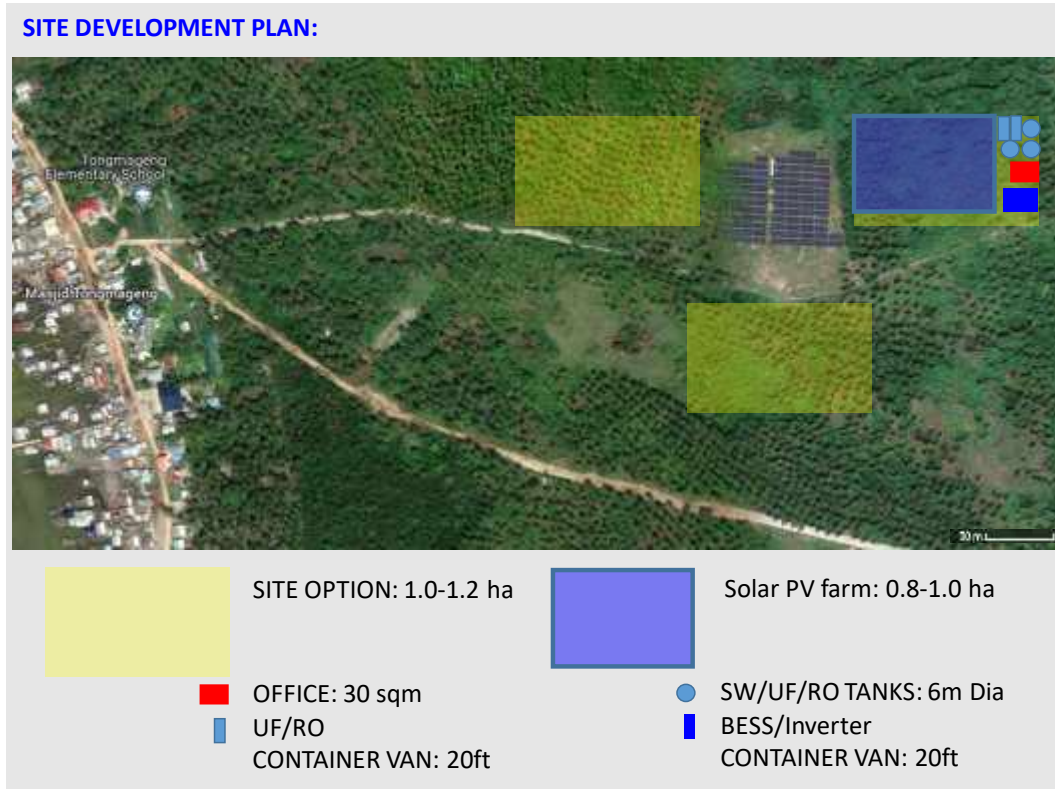 SITE DEVELOPMENT PLAN:
Tongmageng
Elementary School
Masjid Tongmageng
SITE OPTION: 1.0-1.2 ha
Solar PV farm: 0.8-1.0 ha
OFFICE: 30 sqm
SW/UF/RO TANKS: 6m Dia
UF/RO
CONTAINER VAN: 20ft
BESS/Inverter
CONTAINER VAN: 20ft